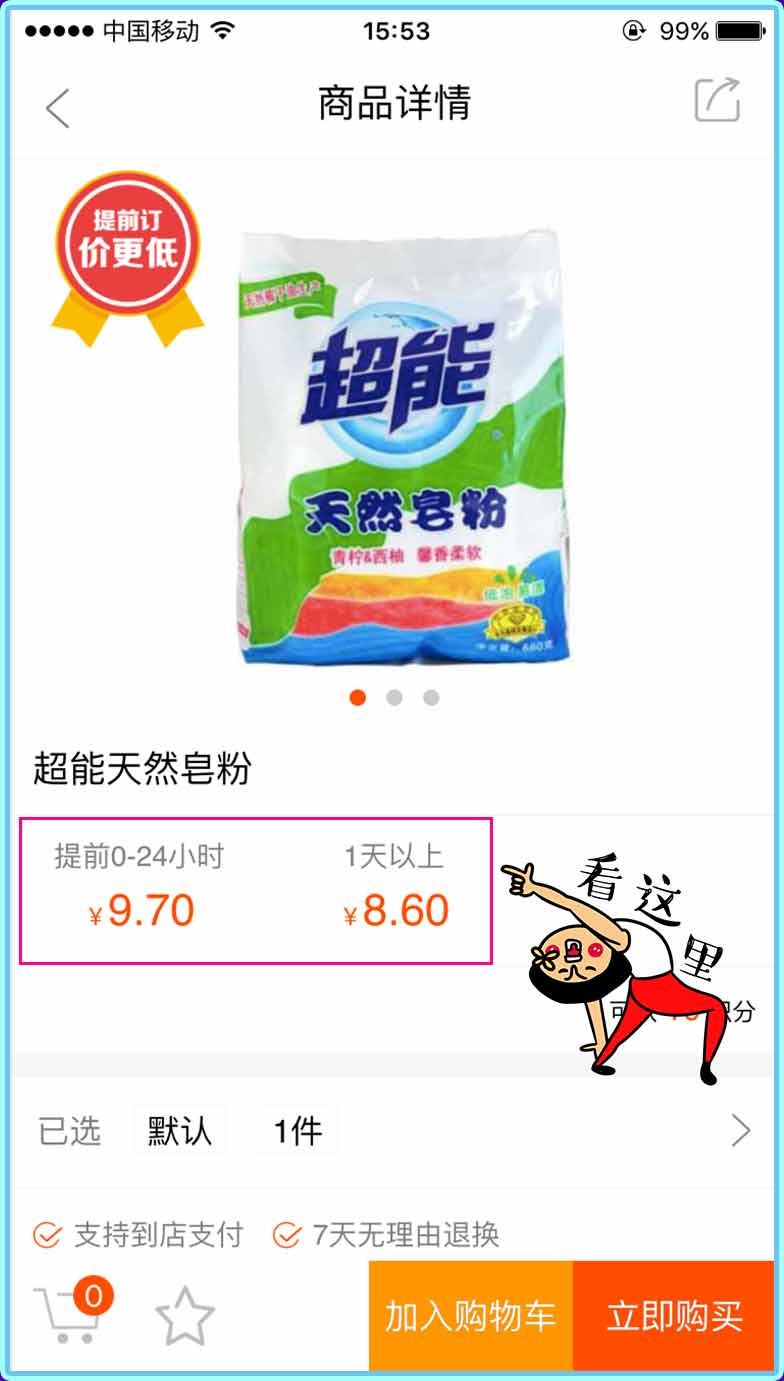 中国移动
15:53
99%
商品详情
提前订
价更低
超能
天然皂粉
青柠&西柚 馨香柔软
680克
超能天然皂粉
提前0-24小时
1天以上
¥9.70
¥8.60
看这里
积分
已选
默认
1件
支持到店支付
7天无理由退换
0
加入购物车
立即购买